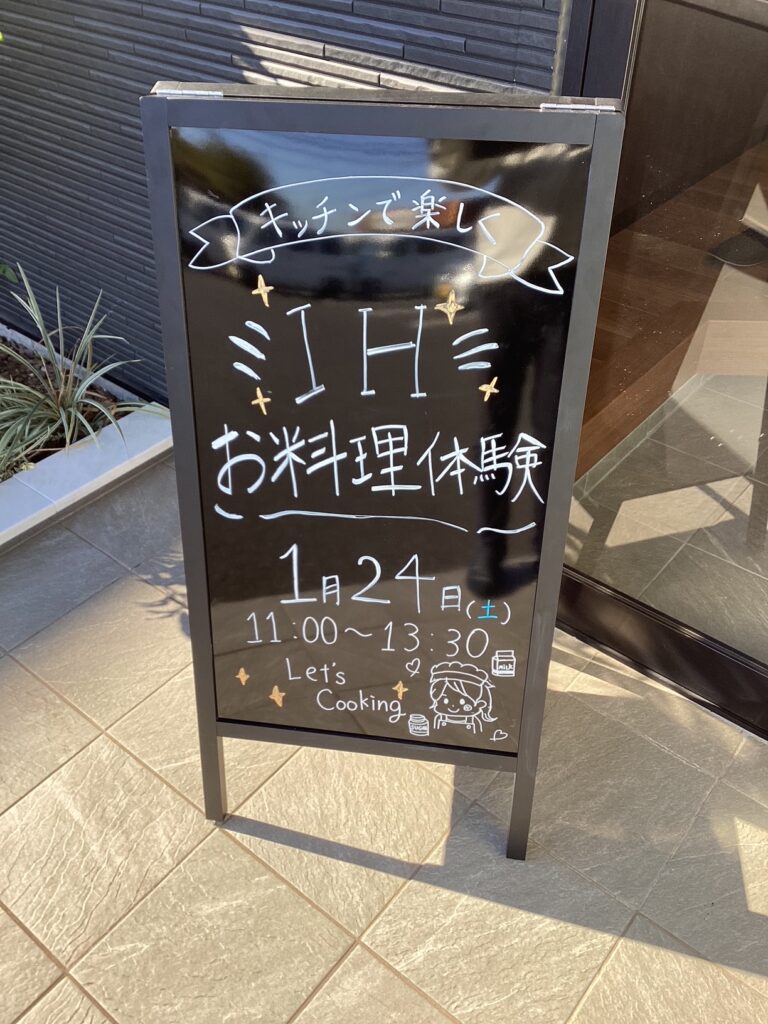 キッチンで楽しく
IH
お料理体験
1月24日(土)
11:00～13:30
Let's
Cooking
MILK